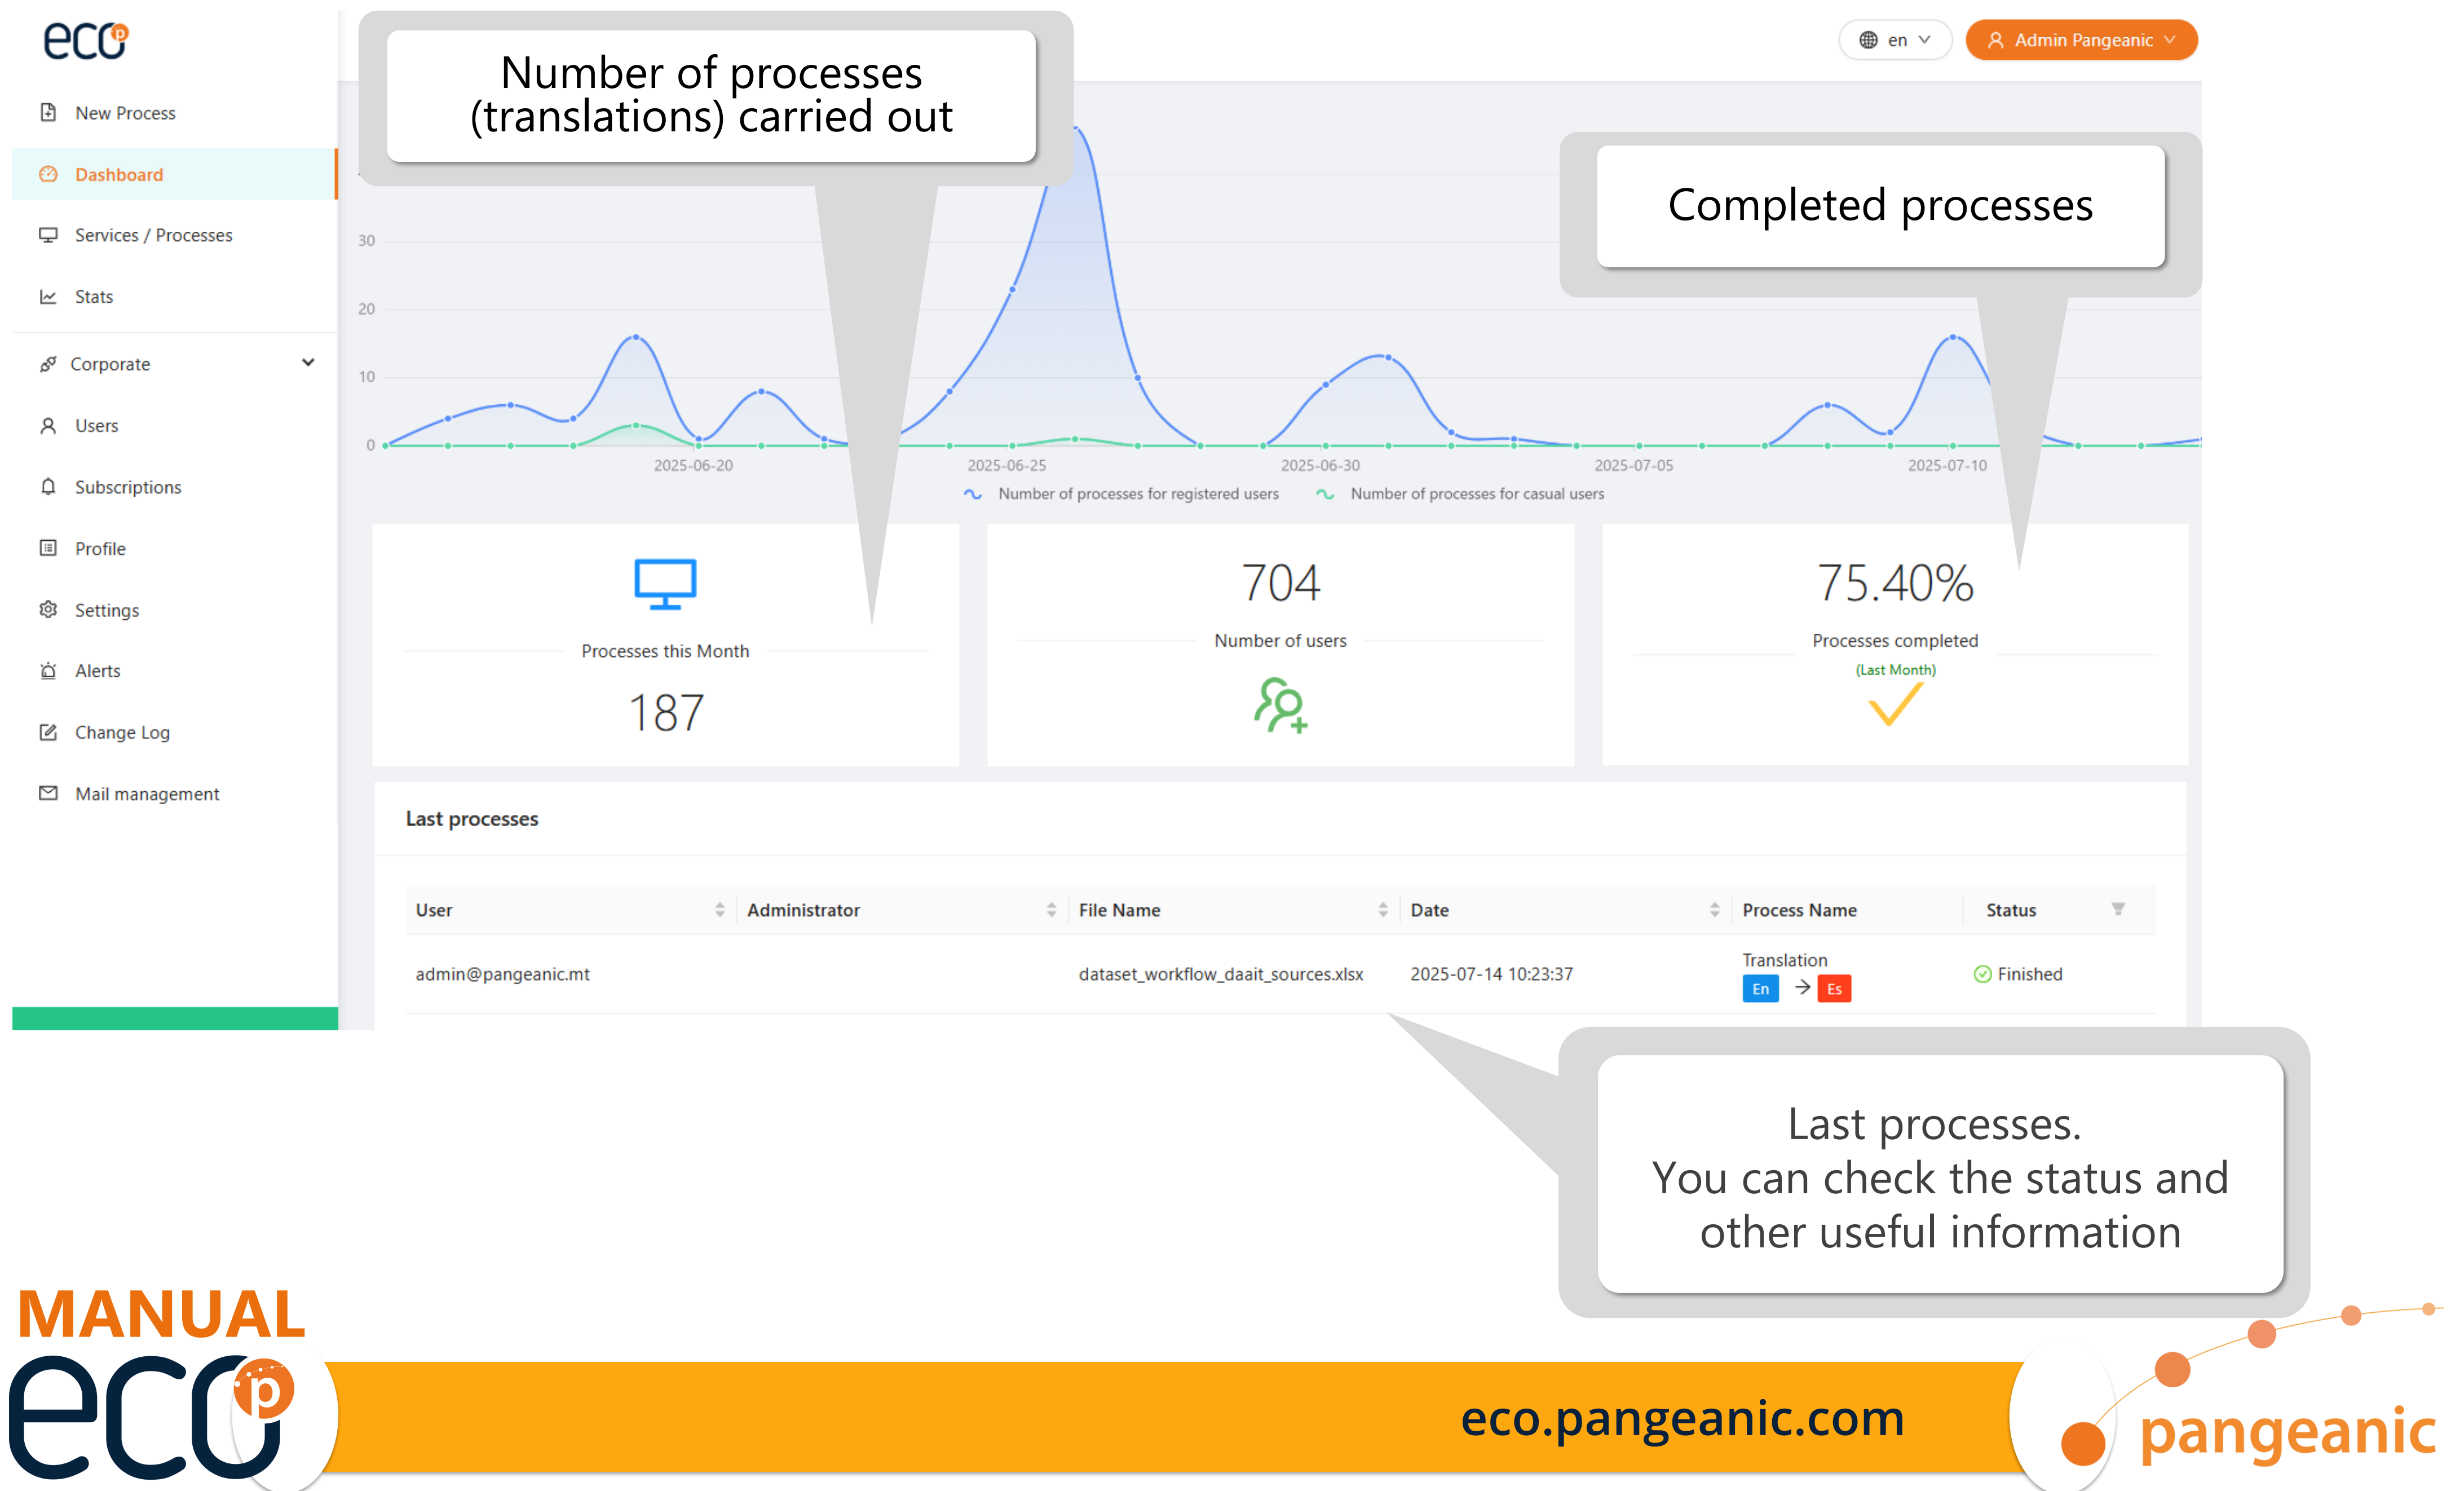 eco p
Number of processes
(translations) carried out
en
Admin Pangeanic
New Process
Dashboard
Services / Processes
Stats
Corporate
Users
Subscriptions
Profile
Settings
Alerts
Change Log
Mail management
Completed processes
30
20
10
0
2025-06-20
2025-06-25
2025-06-30
2025-07-05
2025-07-10
Number of processes for registered users
Number of processes for casual users
Processes this Month
187
704
Number of users
75.40%
Processes completed
(Last Month)
Last processes
User
Administrator
File Name
Date
Process Name
Status
admin@pangeanic.mt
dataset_workflow_daait_sources.xlsx
2025-07-14 10:23:37
Translation
En → Es
Finished
Last processes.
You can check the status and
other useful information
MANUAL
eco p
eco.pangeanic.com
pangeanic